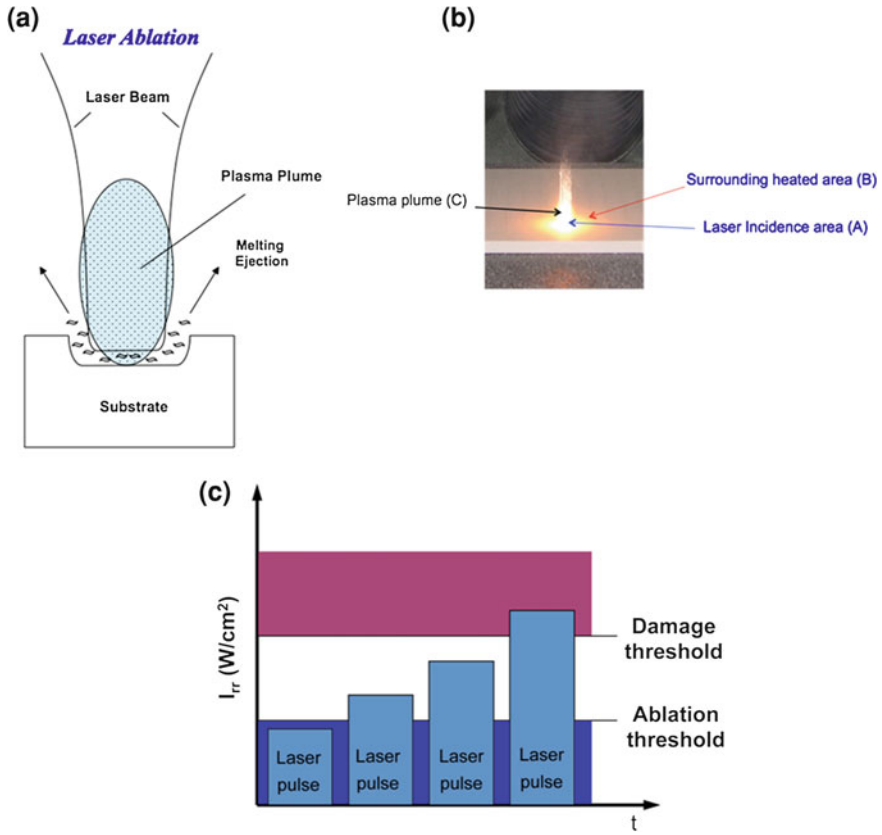 (a)
Laser Ablation
Laser Beam
Plasma Plume
Melting
Ejection
Substrate
(b)
Plasma plume (C)
Surrounding heated area (B)
Laser Incidence area (A)
(c)
Irr (W/cm²)
Damage
threshold
Ablation
threshold
Laser
pulse
Laser
pulse
Laser
pulse
Laser
pulse
t